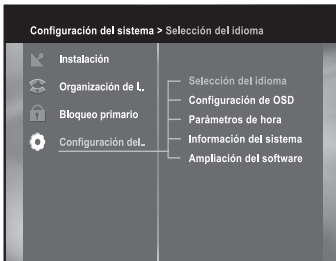 Configuración del sistema > Selección del idioma
Instalación
Organización de l..
Bloqueo primario
Configuración del..
Selección del idioma
Configuración de OSD
Parámetros de hora
Información del sistema
Ampliación del software